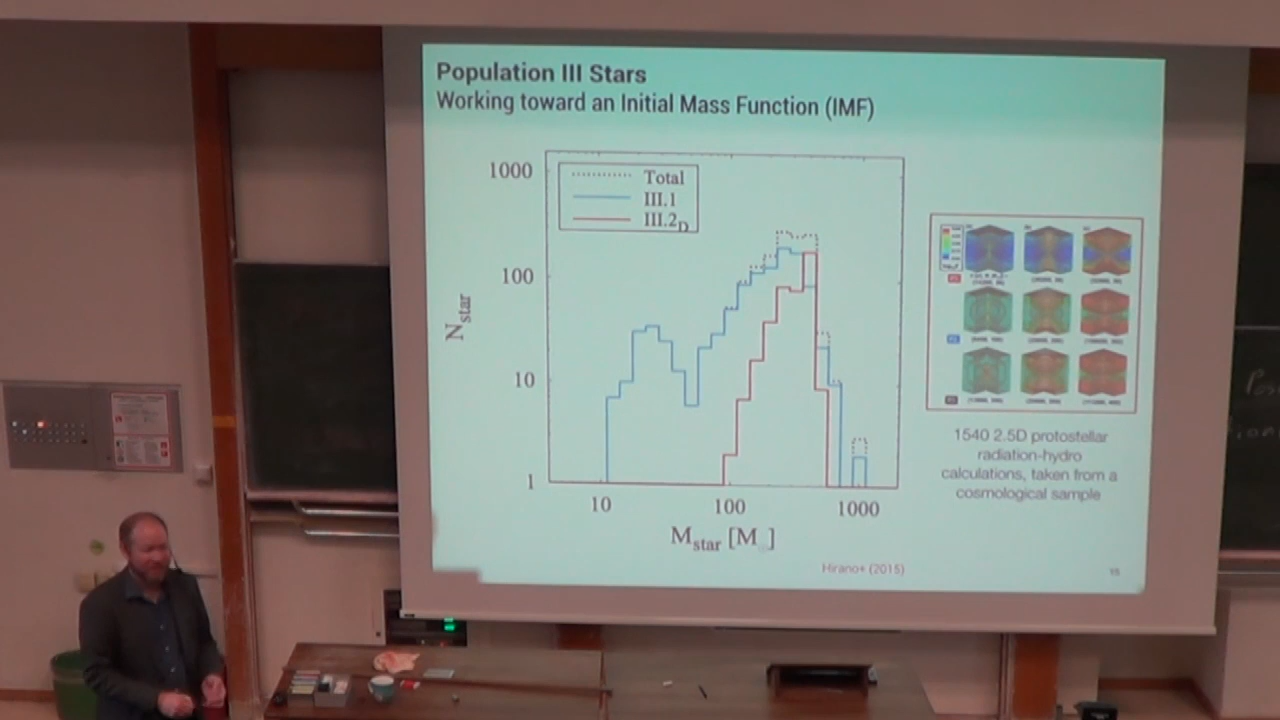 Population III Stars
Working toward an Initial Mass Function (IMF)
1000
100
10
1
Nstar
Total
III.1
III.2D
10
100
1000
Mstar [M ]
1540 2.5D protostellar
radiation-hydro
calculations, taken from a
cosmological sample
Hirano+ (2015)
15